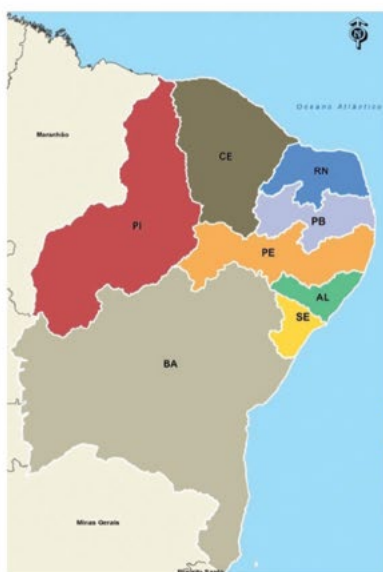 N
Oceano Atlântico
Maranhão
CE
RN
PB
PI
PE
AL
SE
BA
Minas Gerais